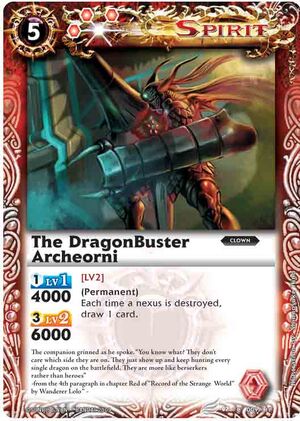 5
SPIRIT
The DragonBuster
Archeorni
CLOWN
1 LV1
4000
3 LV2
6000
[LV2]
(Permanent)
Each time a nexus is destroyed,
draw 1 card.
The companion grinned as he spoke. "You know what? They don't
care which side they are on. They just show up and keep hunting every
single dragon on the battlefield. They are more like berserkers
rather than heroes"
-from the 4th paragraph in chapter Red of "Record of the Strange World"
by Wanderer Lolo" -